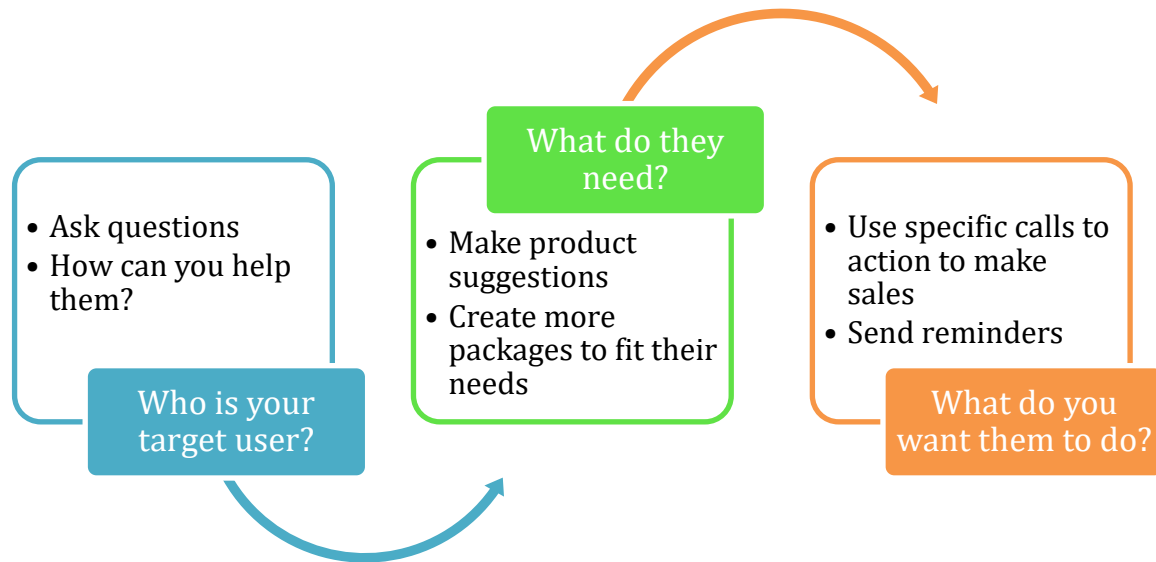 • Ask questions
• How can you help
them?
Who is your
target user?
What do they
need?
• Make product
suggestions
• Create more
packages to fit their
needs
• Use specific calls to
action to make
sales
• Send reminders
What do you
want them to do?